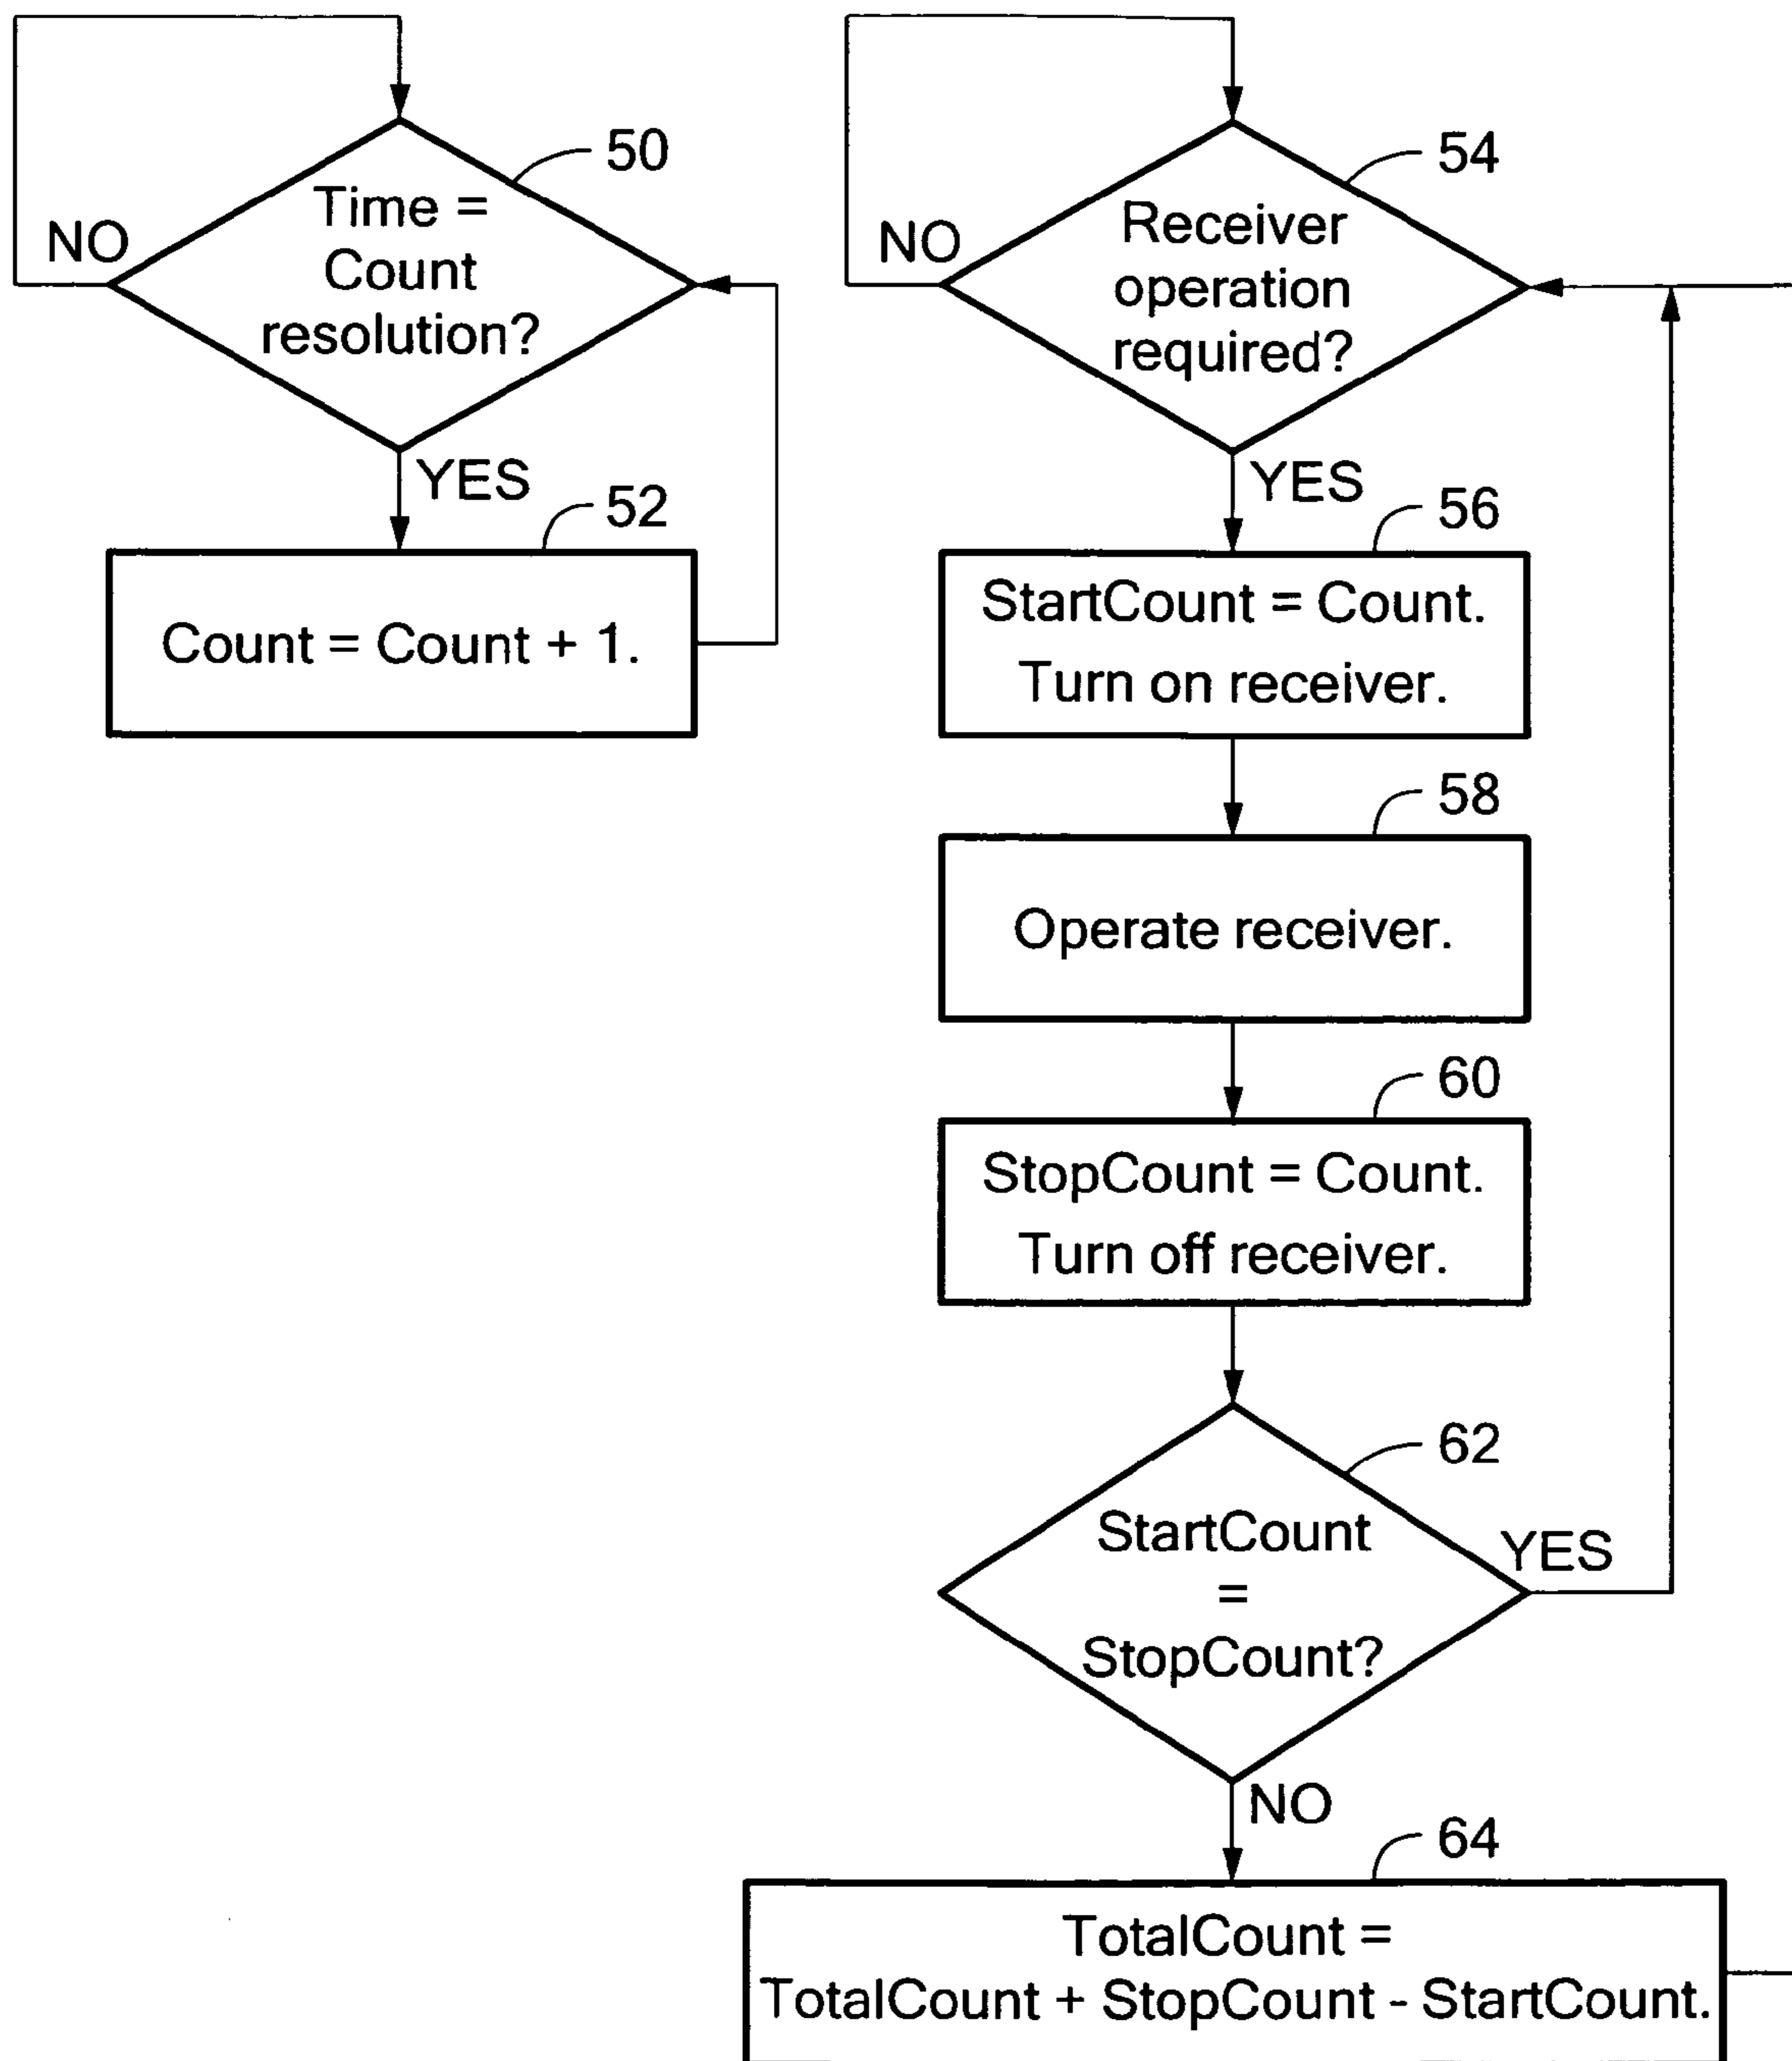 50
Time =
Count
resolution?
NO
YES
52
Count = Count + 1.
54
Receiver
operation
required?
NO
YES
56
StartCount = Count.
Turn on receiver.
58
Operate receiver.
60
StopCount = Count.
Turn off receiver.
62
StartCount
=
StopCount?
YES
NO
64
TotalCount =
TotalCount + StopCount - StartCount.